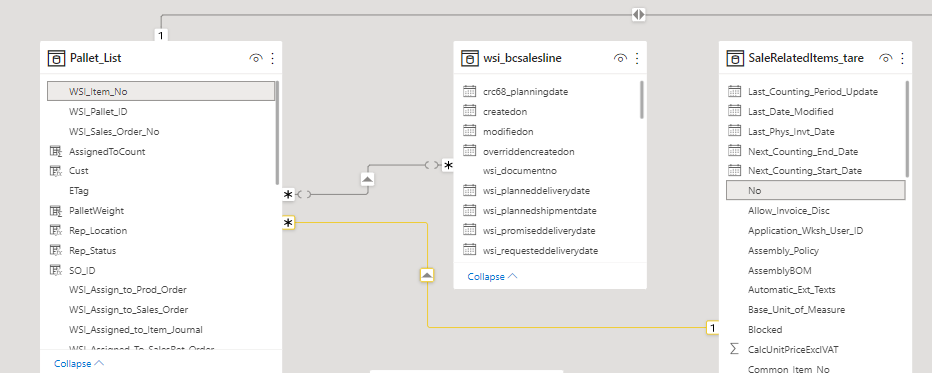 1
Pallet_List
WSI_Item_No
WSI_Pallet_ID
WSI_Sales_Order_No
AssignedToCount
Cust
ETag
PalletWeight
Rep_Location
Rep_Status
SO_ID
WSI_Assign_to_Prod_Order
WSI_Assign_to_Sales_Order
WSI_Assigned_to_Item_Journal
WSI_Assigned_To_SalesRet_Order
Collapse
*
*
*
wsi_bcsalesline
crc68_planningdate
createdon
modifiedon
overriddencreatedon
wsi_documentno
wsi_planneddeliverydate
wsi_plannedshipmentdate
wsi_promiseddeliverydate
wsi_requesteddeliverydate
Collapse
1
SaleRelatedItems_tare
Last_Counting_Period_Update
Last_Date_Modified
Last_Phys_Invt_Date
Next_Counting_End_Date
Next_Counting_Start_Date
No
Allow_Invoice_Disc
Application_Wksh_User_ID
Assembly_Policy
AssemblyBOM
Automatic_Ext_Texts
Base_Unit_of_Measure
Blocked
CalcUnitPriceExclVAT
Common_Item_No